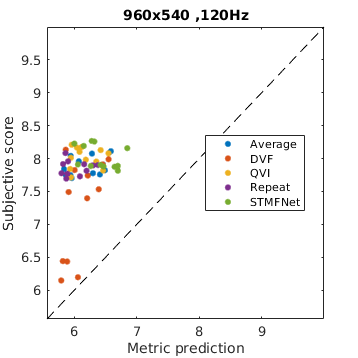 960x540 ,120Hz
Subjective score
9.5
9
8.5
8
7.5
7
6.5
6
Average
DVF
QVI
Repeat
STMFNet
6 7 8 9
Metric prediction